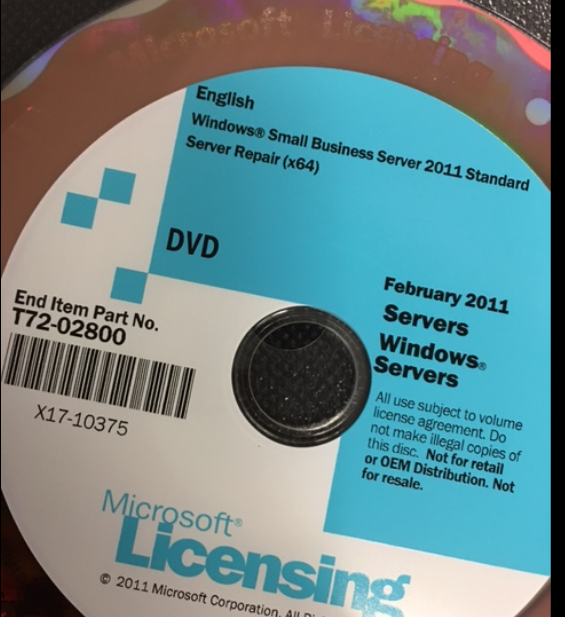 Microsoft Licensing
English
Windows® Small Business Server 2011 Standard
Server Repair (x64)
DVD
February 2011
Servers
Windows®
Servers
All use subject to volume
license agreement. Do
not make illegal copies of
this disc. Not for retail
or OEM Distribution. Not
for resale.
End Item Part No.
T72-02800
X17-10375
Microsoft®
Licensing
© 2011 Microsoft Corporation. All